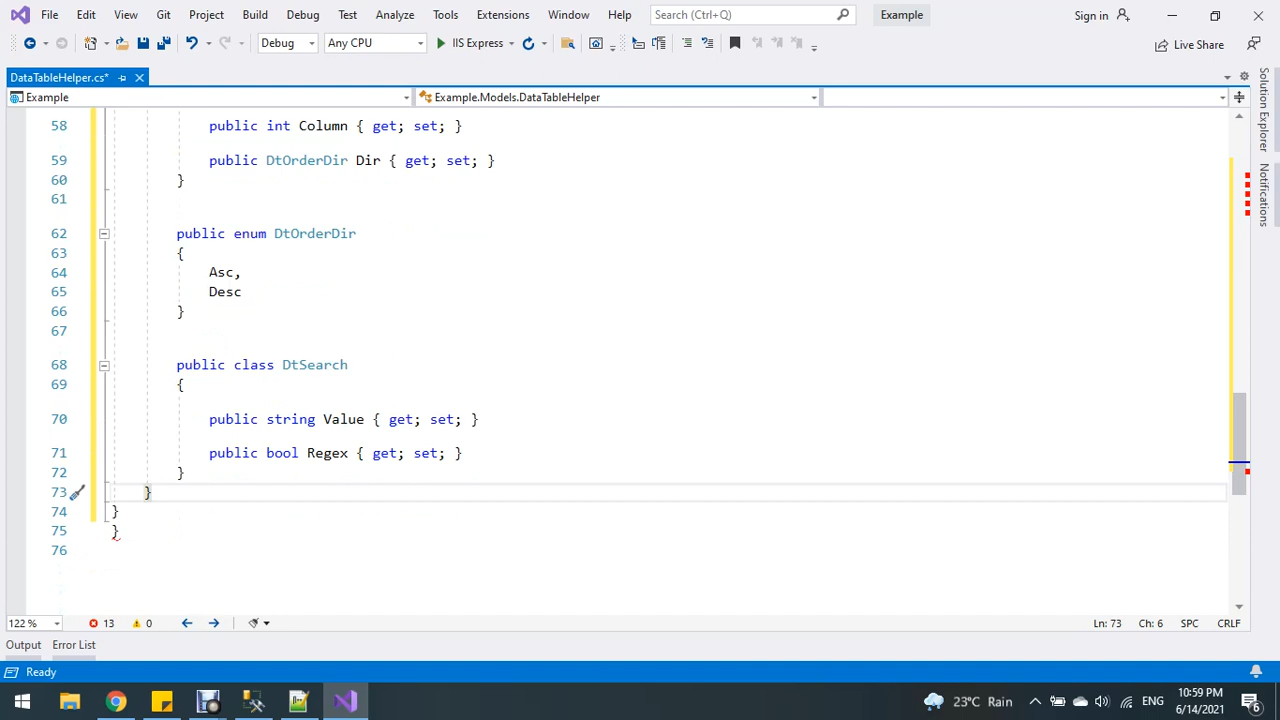 File Edit View Git Project Build Debug Test Analyze Tools Extensions Window Help Search (Ctrl+Q) Example Sign in
Debug Any CPU IIS Express Live Share
DataTableHelper.cs*
Example Example.Models.DataTableHelper
58 public int Column { get; set; }
59 public DtOrderDir Dir { get; set; }
60 }
61
62 public enum DtOrderDir
63 {
64 Asc,
65 Desc
66 }
67
68 public class DtSearch
69 {
70 public string Value { get; set; }
71 public bool Regex { get; set; }
72 }
73 }
74 }
75 }
76
Solution Explorer
Notifications
122 % 13 0 Ln: 73 Ch: 6 SPC CRLF
Output Error List
Ready
23°C Rain ENG 10:59 PM 6/14/2021 6